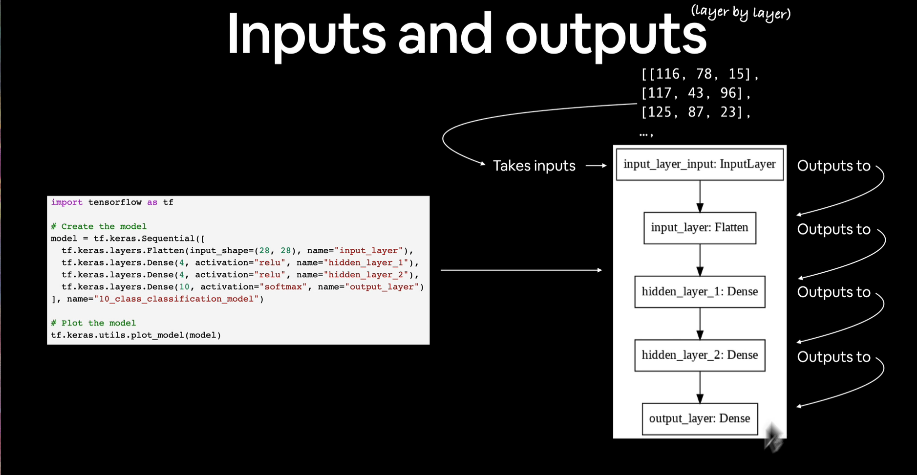 Inputs and outputs
(layer by layer)
[[116, 78, 15],
[117, 43, 96],
[125, 87, 23],
…,
Takes inputs
input_layer_input: InputLayer
Outputs to
input_layer: Flatten
Outputs to
hidden_layer_1: Dense
Outputs to
hidden_layer_2: Dense
Outputs to
output_layer: Dense
import tensorflow as tf
# Create the model
model = tf.keras.Sequential([
tf.keras.layers.Flatten(input_shape=(28, 28), name="input_layer"),
tf.keras.layers.Dense(4, activation="relu", name="hidden_layer_1"),
tf.keras.layers.Dense(4, activation="relu", name="hidden_layer_2"),
tf.keras.layers.Dense(10, activation="softmax", name="output_layer")
], name="10_class_classification_model")
# Plot the model
tf.keras.utils.plot_model(model)